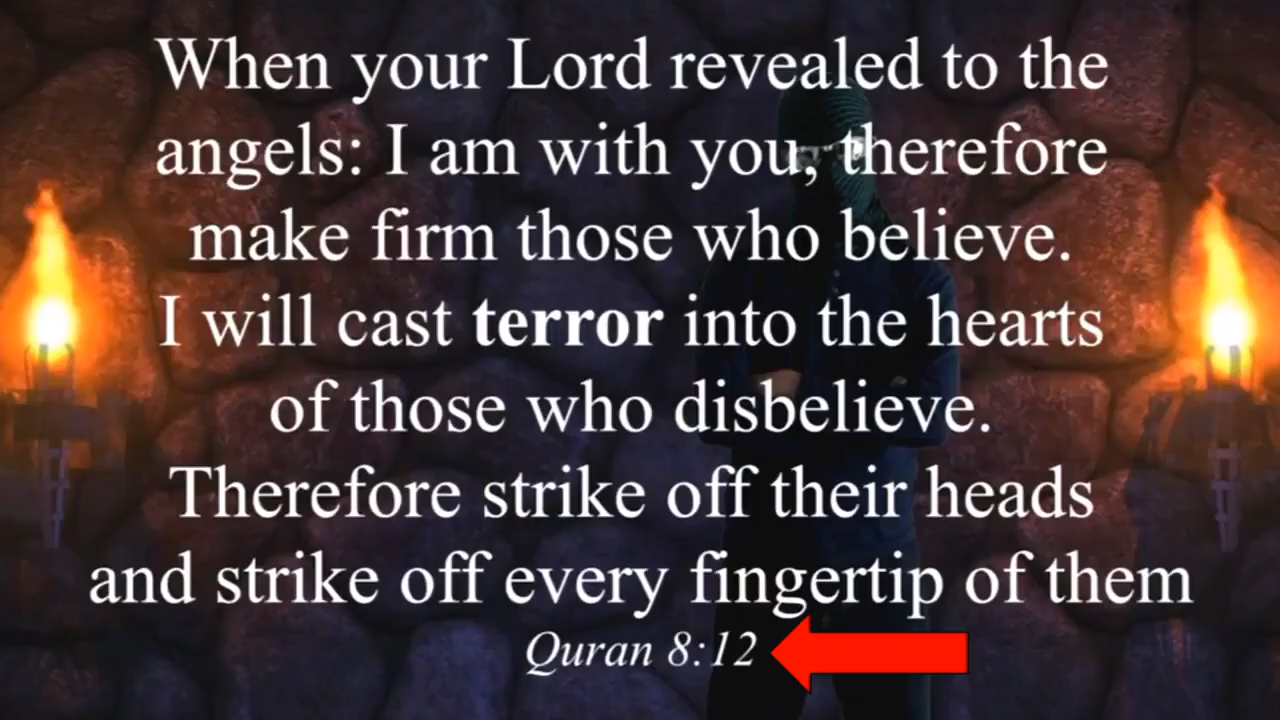 When your Lord revealed to the
angels: I am with you, therefore
make firm those who believe.
I will cast terror into the hearts
of those who disbelieve.
Therefore strike off their heads
and strike off every fingertip of them
Quran 8:12